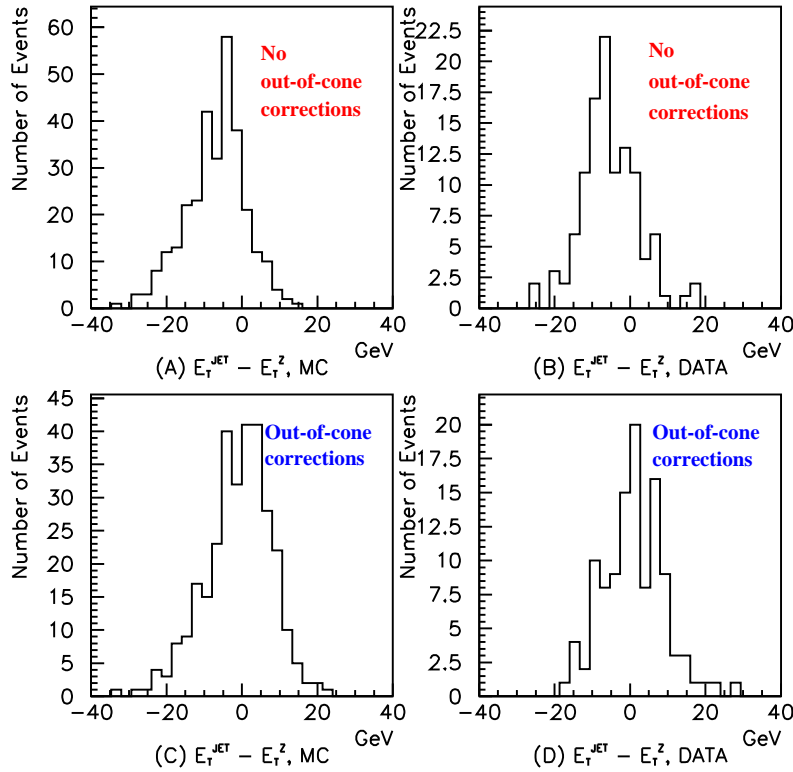 Number of Events
60
50
40
30
20
10
0
No
out-of-cone
corrections
-40
-20
0
20
40
GeV
(A) E_T^JET - E_T^Z, MC
Number of Events
22.5
20
17.5
15
12.5
10
7.5
5
2.5
0
No
out-of-cone
corrections
-40
-20
0
20
40
GeV
(B) E_T^JET - E_T^Z, DATA
Number of Events
45
40
35
30
25
20
15
10
5
0
Out-of-cone
corrections
-40
-20
0
20
40
GeV
(C) E_T^JET - E_T^Z, MC
Number of Events
20
17.5
15
12.5
10
7.5
5
2.5
0
Out-of-cone
corrections
-40
-20
0
20
40
GeV
(D) E_T^JET - E_T^Z, DATA